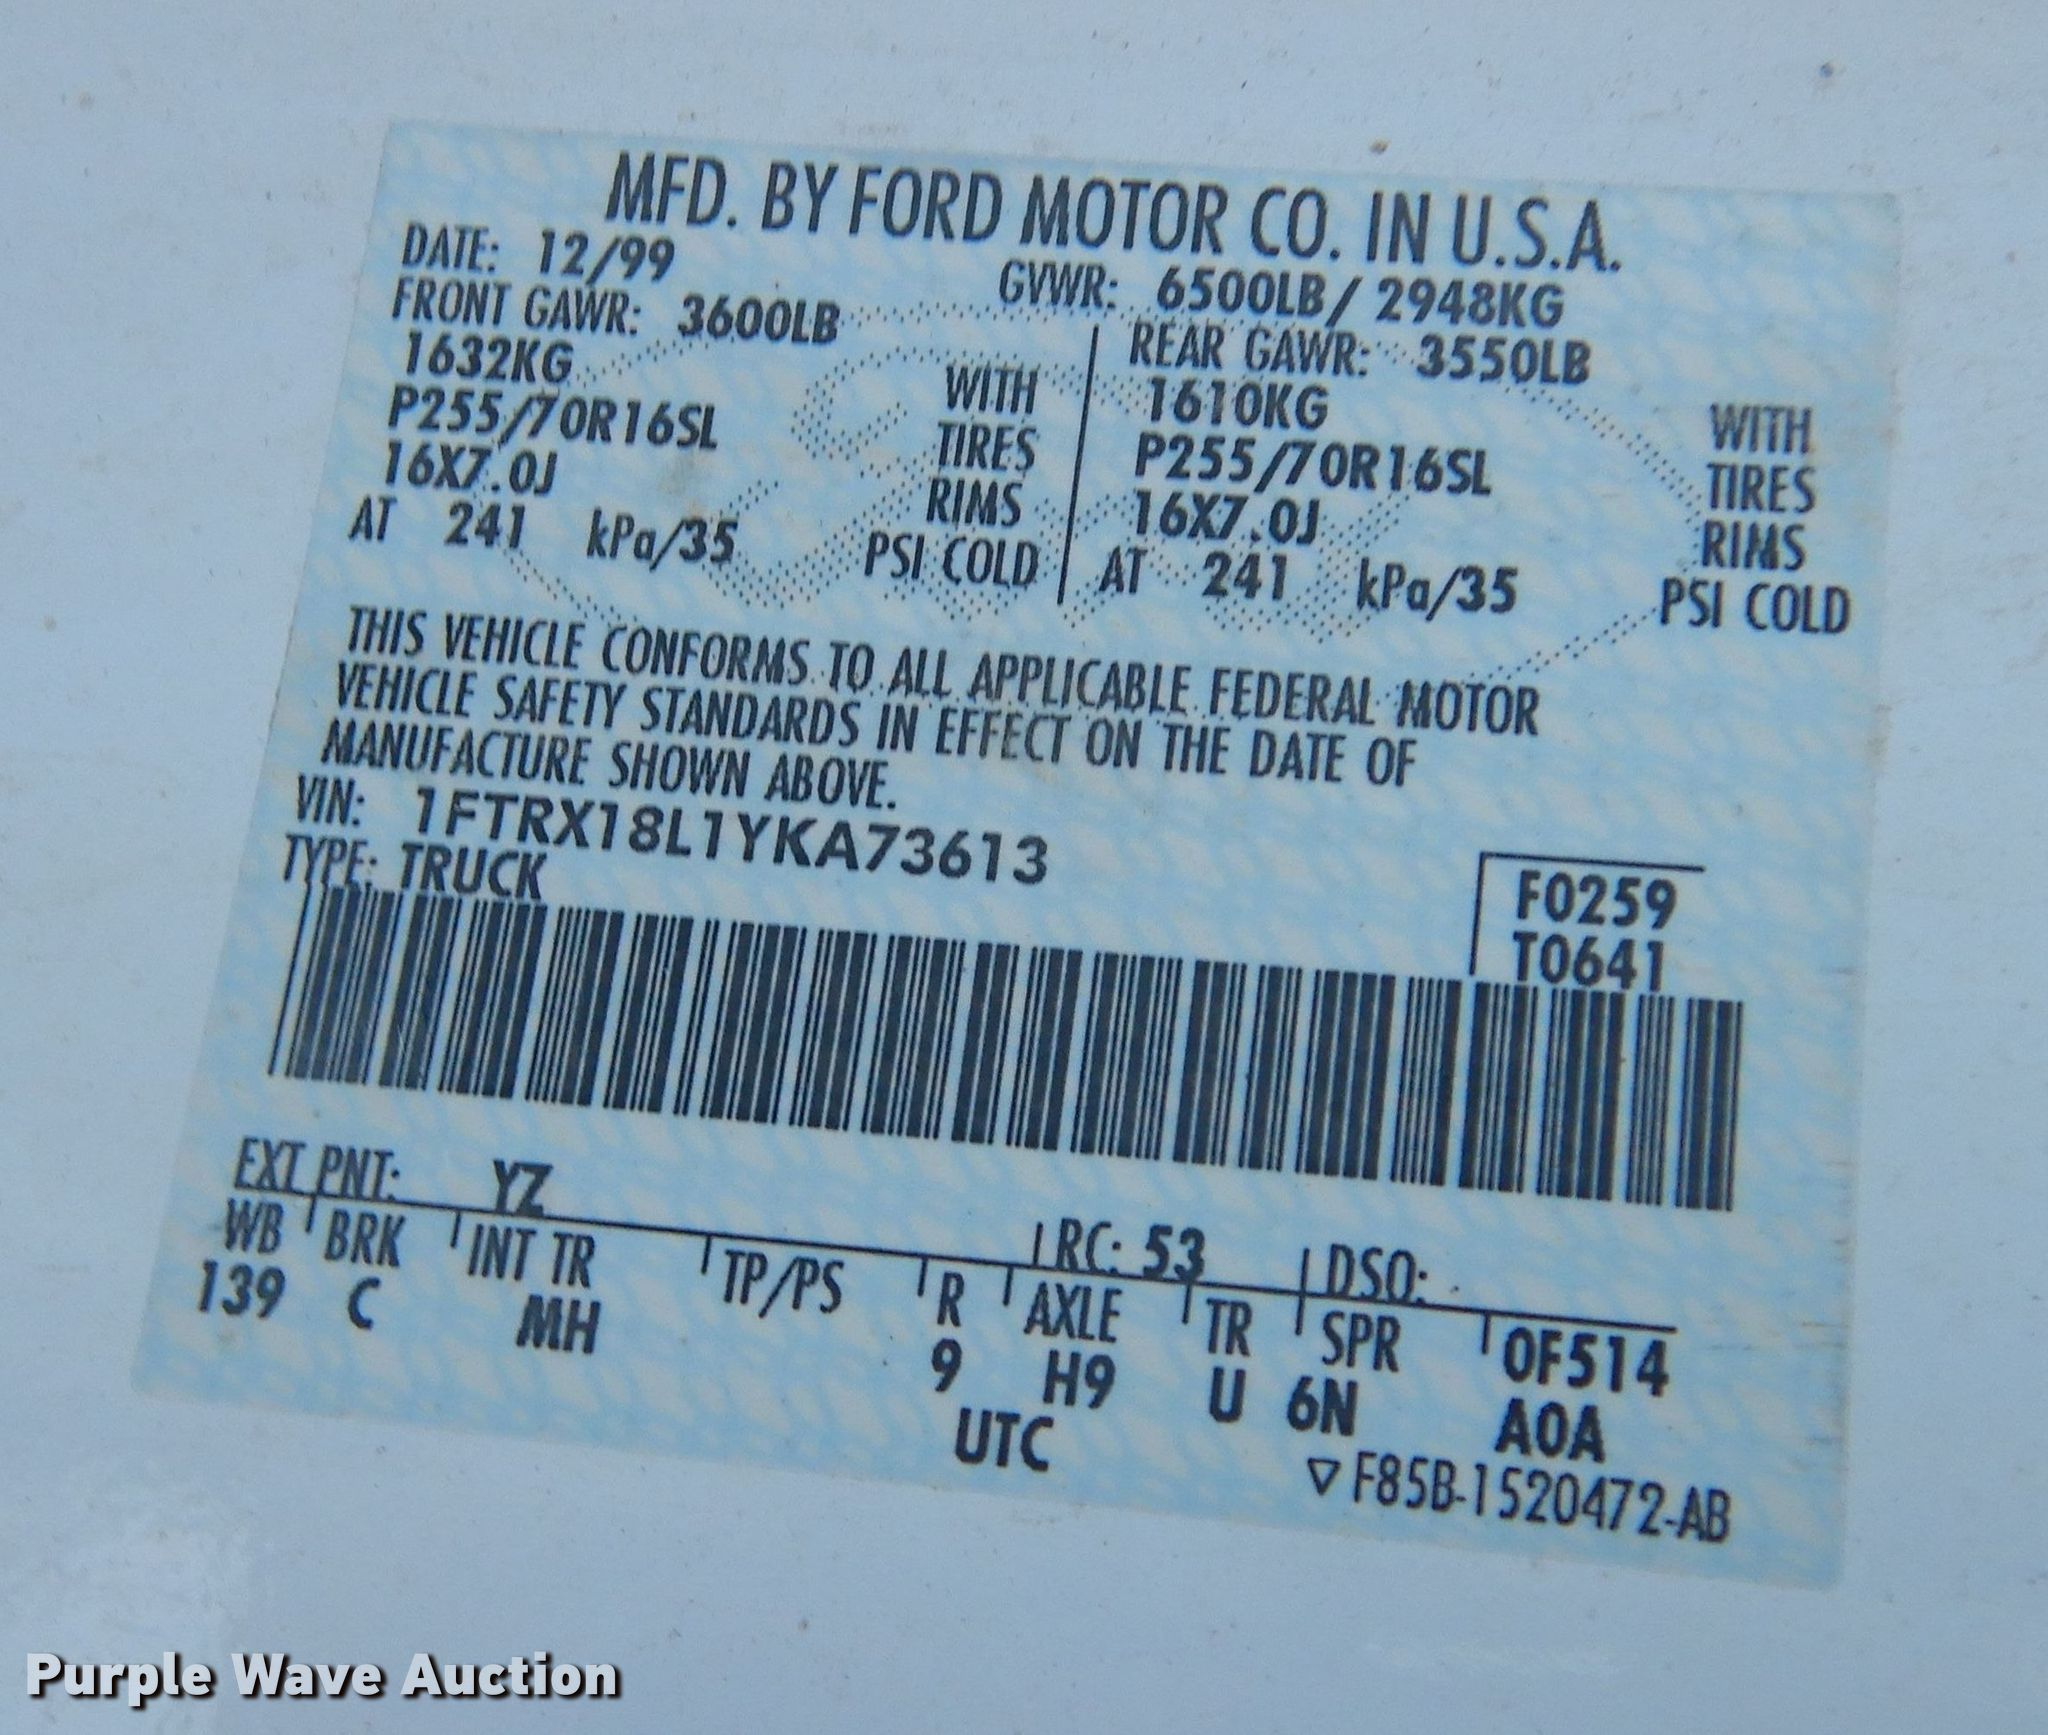 MFD. BY FORD MOTOR CO. IN U.S.A.
DATE: 12/99 GVWR: 6500LB/ 2948KG
FRONT GAWR: 3600LB REAR GAWR: 3550LB
1632KG WITH 1610KG WITH
P255/70R16SL TIRES P255/70R16SL TIRES
16X7.0J RIMS 16X7.0J RIMS
AT 241 kPa/35 PSI COLD AT 241 kPa/35 PSI COLD
THIS VEHICLE CONFORMS TO ALL APPLICABLE FEDERAL MOTOR
VEHICLE SAFETY STANDARDS IN EFFECT ON THE DATE OF
MANUFACTURE SHOWN ABOVE.
VIN: 1FTRX18L1YKA73613
TYPE: TRUCK
F0259
T0641
EXT PNT: YZ RC: 53 DSO:
WB BRK INT TR TP/PS R AXLE TR SPR 0F514
139 C MH 9 H9 U 6N A0A
UTC
▽F85B-1520472-AB
Purple Wave Auction